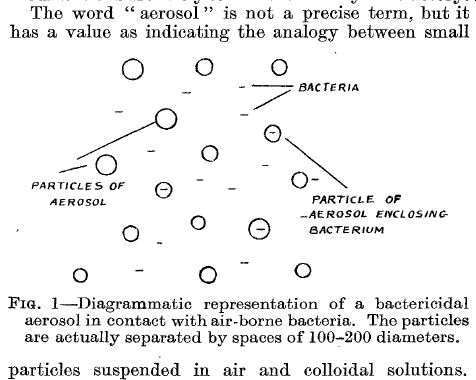 The word “aerosol” is not a precise term, but it
has a value as indicating the analogy between small
BACTERIA
PARTICLES OF
AEROSOL
PARTICLE OF
AEROSOL ENCLOSING
BACTERIUM
FIG. 1—Diagrammatic representation of a bactericidal
aerosol in contact with air-borne bacteria. The particles
are actually separated by spaces of 100–200 diameters.
particles suspended in air and colloidal solutions.